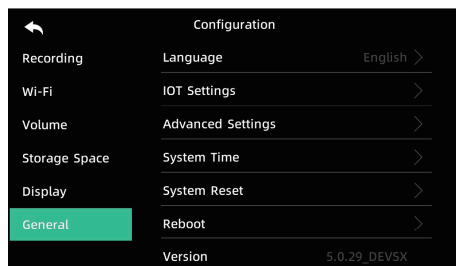 Configuration
Recording
Wi-Fi
Volume
Storage Space
Display
General
Language English
IOT Settings
Advanced Settings
System Time
System Reset
Reboot
Version 5.0.29_DEVSX